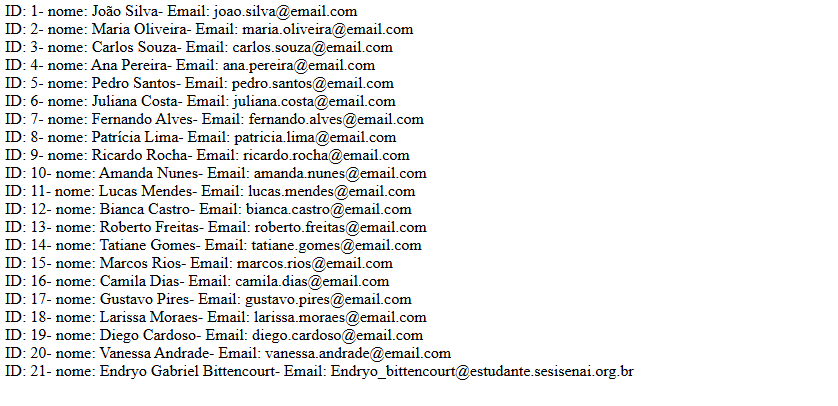 ID: 1- nome: João Silva- Email: joao.silva@email.com
ID: 2- nome: Maria Oliveira- Email: maria.oliveira@email.com
ID: 3- nome: Carlos Souza- Email: carlos.souza@email.com
ID: 4- nome: Ana Pereira- Email: ana.pereira@email.com
ID: 5- nome: Pedro Santos- Email: pedro.santos@email.com
ID: 6- nome: Juliana Costa- Email: juliana.costa@email.com
ID: 7- nome: Fernando Alves- Email: fernando.alves@email.com
ID: 8- nome: Patrícia Lima- Email: patricia.lima@email.com
ID: 9- nome: Ricardo Rocha- Email: ricardo.rocha@email.com
ID: 10- nome: Amanda Nunes- Email: amanda.nunes@email.com
ID: 11- nome: Lucas Mendes- Email: lucas.mendes@email.com
ID: 12- nome: Bianca Castro- Email: bianca.castro@email.com
ID: 13- nome: Roberto Freitas- Email: roberto.freitas@email.com
ID: 14- nome: Tatiane Gomes- Email: tatiane.gomes@email.com
ID: 15- nome: Marcos Rios- Email: marcos.rios@email.com
ID: 16- nome: Camila Dias- Email: camila.dias@email.com
ID: 17- nome: Gustavo Pires- Email: gustavo.pires@email.com
ID: 18- nome: Larissa Moraes- Email: larissa.moraes@email.com
ID: 19- nome: Diego Cardoso- Email: diego.cardoso@email.com
ID: 20- nome: Vanessa Andrade- Email: vanessa.andrade@email.com
ID: 21- nome: Endryo Gabriel Bittencourt- Email: Endryo_bittencourt@estudante.sesisenai.org.br